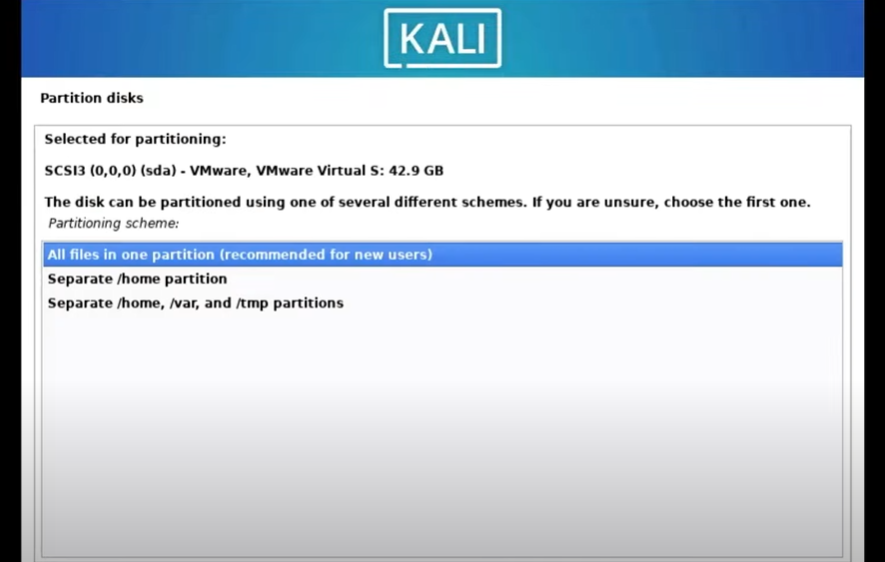 KALI
Partition disks
Selected for partitioning:
SCSI3 (0,0,0) (sda) - VMware, VMware Virtual S: 42.9 GB
The disk can be partitioned using one of several different schemes. If you are unsure, choose the first one.
Partitioning scheme:
All files in one partition (recommended for new users)
Separate /home partition
Separate /home, /var, and /tmp partitions